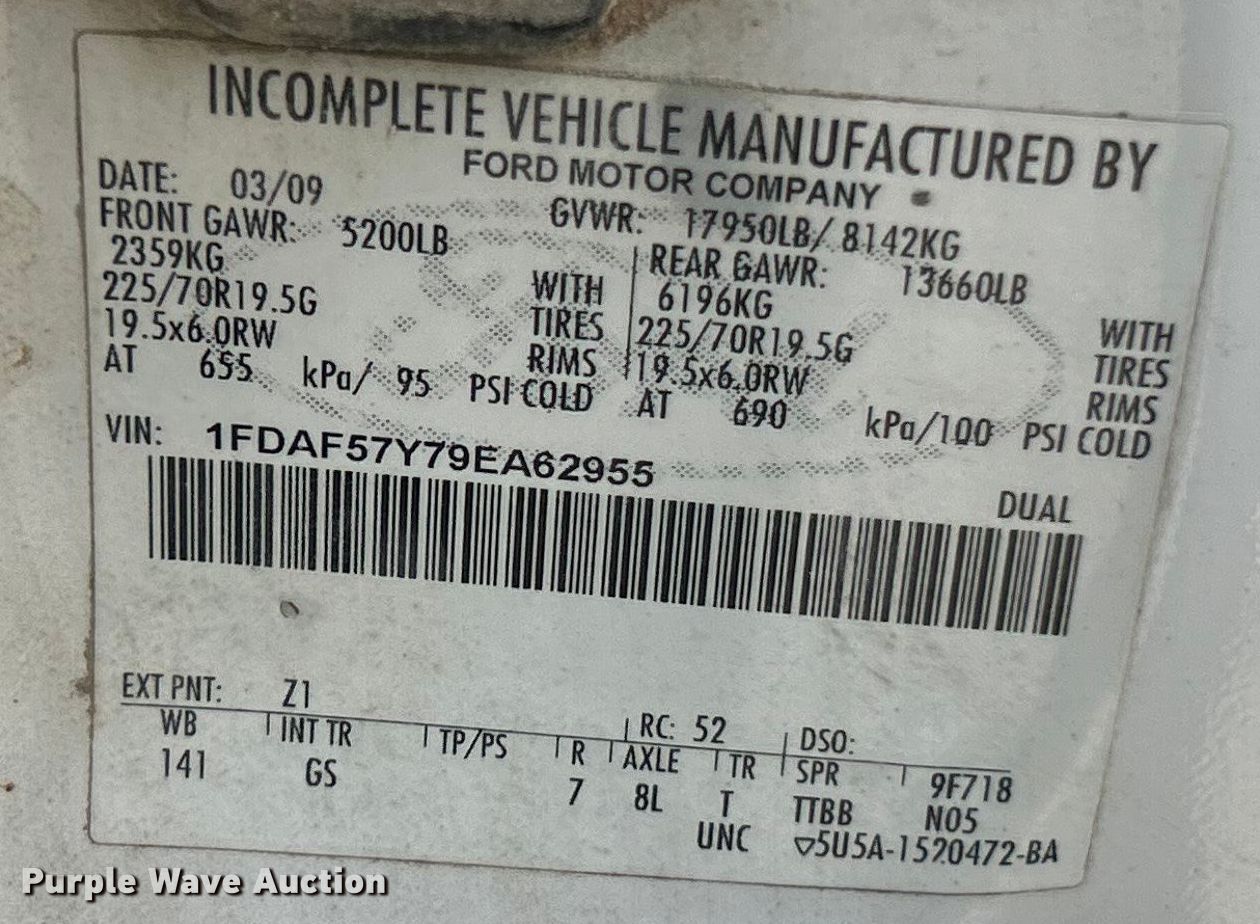 INCOMPLETE VEHICLE MANUFACTURED BY
FORD MOTOR COMPANY
DATE: 03/09 GVWR: 17950LB/ 8142KG
FRONT GAWR: 5200LB REAR GAWR: 13660LB
2359KG WITH 6196KG WITH
225/70R19.5G TIRES 225/70R19.5G TIRES
19.5x6.0RW RIMS 19.5x6.0RW RIMS
AT 655 kPa/ 95 PSI COLD AT 690 kPa/100 PSI COLD
VIN: 1FDAF57Y79EA62955
DUAL
EXT PNT: Z1 RC: 52 DSO:
WB INT TR TP/PS R AXLE TR SPR 9F718
141 GS 7 8L T TTBB N05
UNC ▽5U5A-1520472-BA
Purple Wave Auction